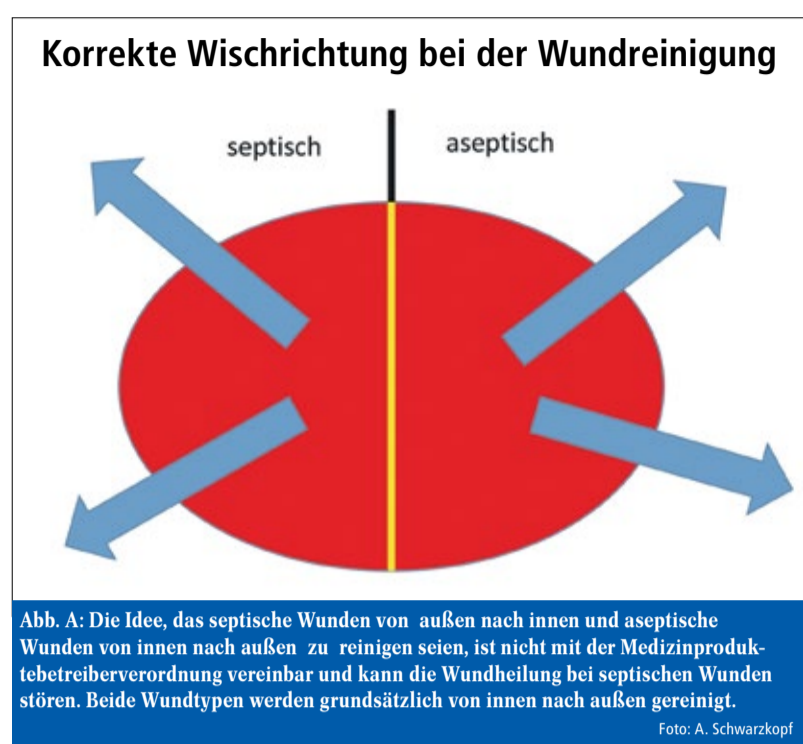 Korrekte Wischrichtung bei der Wundreinigung
septisch
aseptisch
Abb. A: Die Idee, das septische Wunden von außen nach innen und aseptische
Wunden von innen nach außen zu reinigen seien, ist nicht mit der Medizinproduk-
tebetreiberverordnung vereinbar und kann die Wundheilung bei septischen Wunden
stören. Beide Wundtypen werden grundsätzlich von innen nach außen gereinigt.
Foto: A. Schwarzkopf